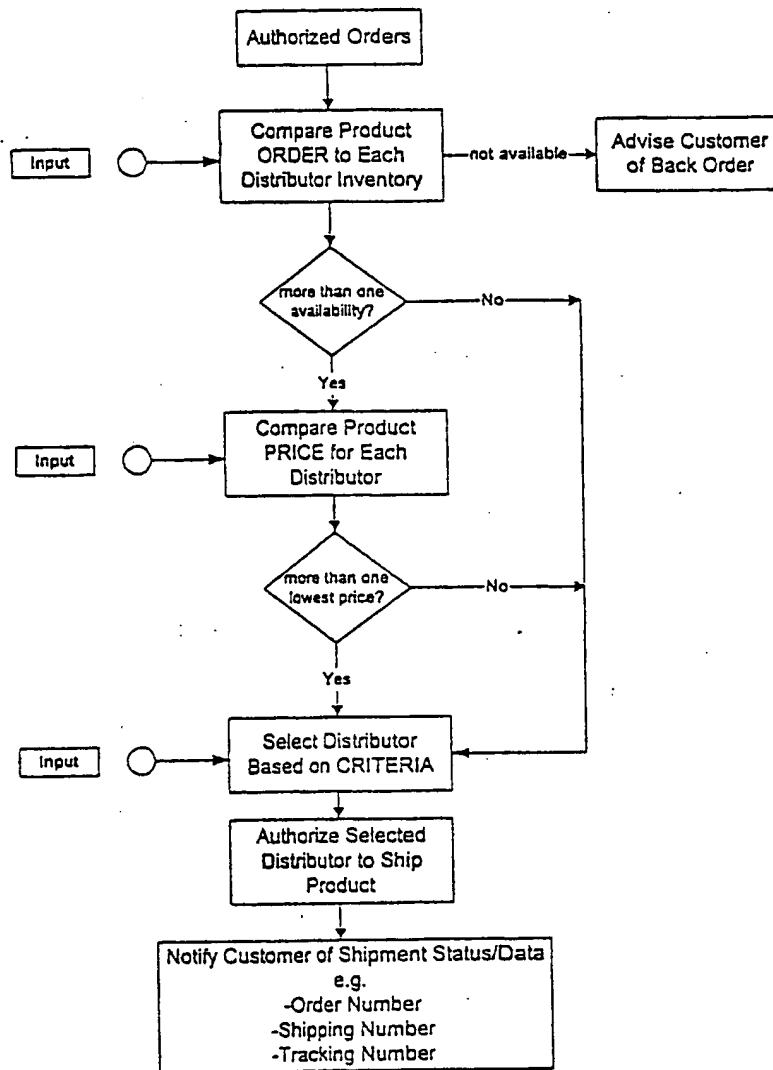 Authorized Orders
Compare Product
ORDER to Each
Distributor Inventory
Input
not available
Advise Customer
of Back Order
more than one
availability?
No
Yes
Compare Product
PRICE for Each
Distributor
Input
more than one
lowest price?
No
Yes
Select Distributor
Based on CRITERIA
Input
Authorize Selected
Distributor to Ship
Product
Notify Customer of Shipment Status/Data
e.g.
-Order Number
-Shipping Number
-Tracking Number